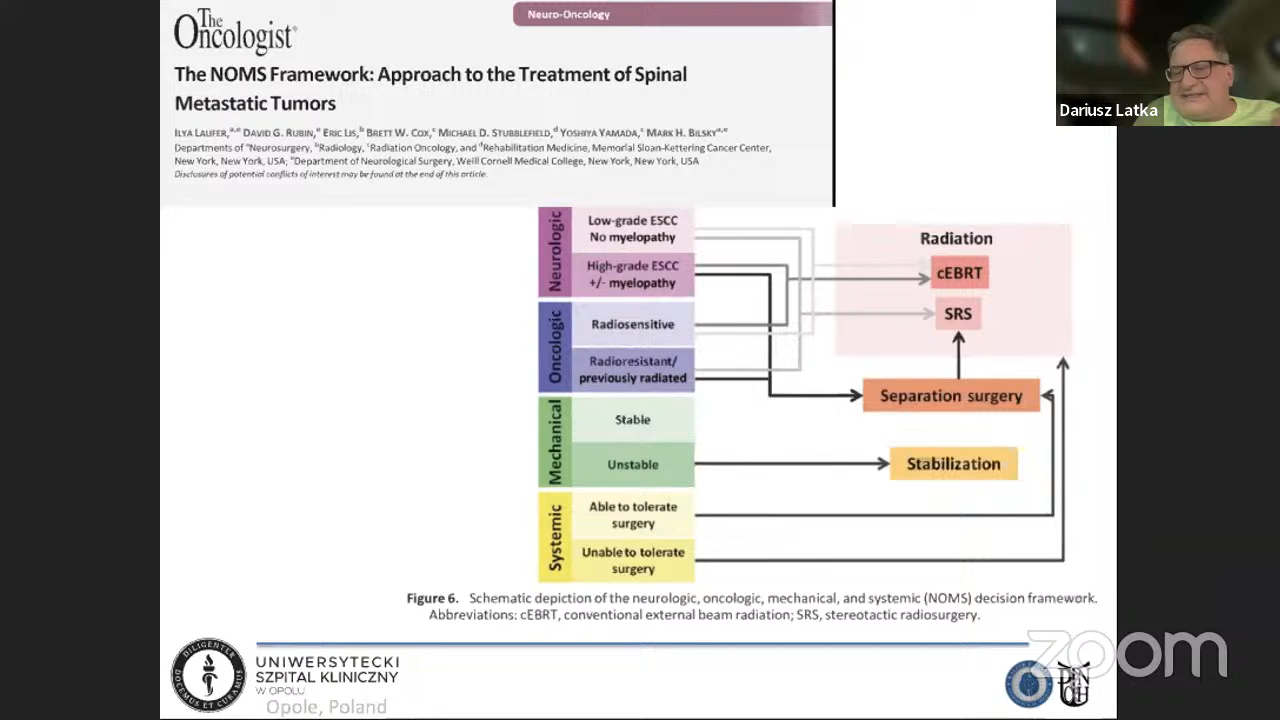 The
Oncologist®
Neuro-Oncology
The NOMS Framework: Approach to the Treatment of Spinal
Metastatic Tumors
ILYA LAUFER,a,e DAVID G. RUBIN,e ERIC LIS,b BRETT W. COX,c MICHAEL D. STUBBLEFIELD,d YOSHIYA YAMADA,c MARK H. BILSKYa,e
Departments of aNeurosurgery, bRadiology, cRadiation Oncology, and dRehabilitation Medicine, Memorial Sloan-Kettering Cancer Center,
New York, New York, USA; eDepartment of Neurological Surgery, Weill Cornell Medical College, New York, New York, USA
Disclosures of potential conflicts of interest may be found at the end of this article.
Dariusz Latka
Neurologic
Low-grade ESCC
No myelopathy
High-grade ESCC
+/- myelopathy
Oncologic
Radiosensitive
Radioresistant/
previously radiated
Mechanical
Stable
Unstable
Systemic
Able to tolerate
surgery
Unable to tolerate
surgery
Radiation
cEBRT
SRS
Separation surgery
Stabilization
Figure 6. Schematic depiction of the neurologic, oncologic, mechanical, and systemic (NOMS) decision framework.
Abbreviations: cEBRT, conventional external beam radiation; SRS, stereotactic radiosurgery.
DILIGENTER
DOCEMUS ET CURAMUS
UNIWERSYTECKI
SZPITAL KLINICZNY
W OPOLU
Opole, Poland
zoom